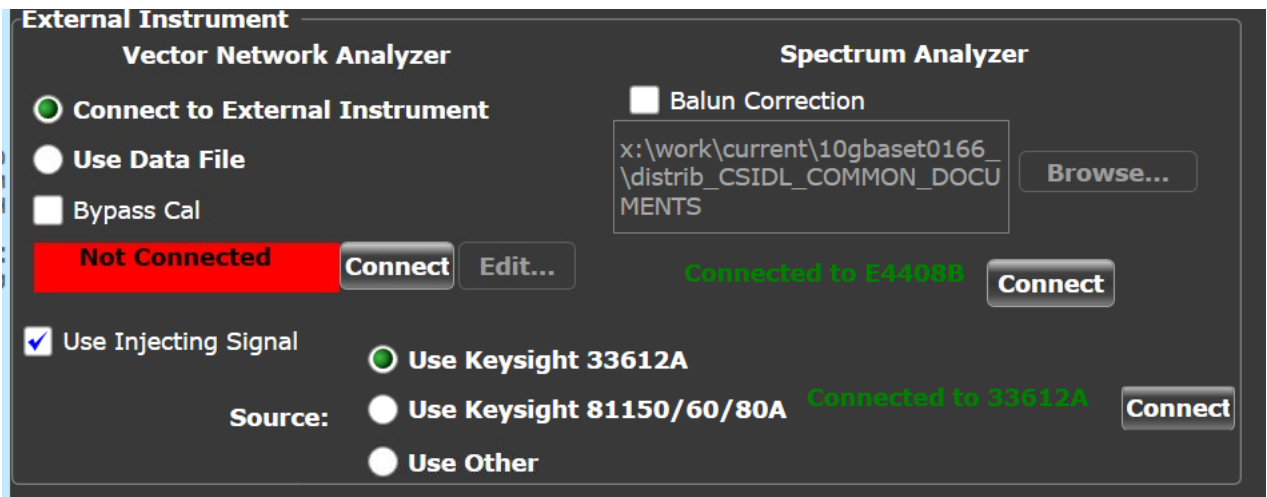 External Instrument
Vector Network Analyzer
Spectrum Analyzer
Connect to External Instrument
Balun Correction
Use Data File
x:\work\current\10gbaset0166_
\distrib_CSIDL_COMMON_DOCU
MENTS
Browse...
Bypass Cal
Not Connected
Connect
Edit...
Connected to E4408B
Connect
Use Injecting Signal
Source:
Use Keysight 33612A
Use Keysight 81150/60/80A
Use Other
Connected to 33612A
Connect